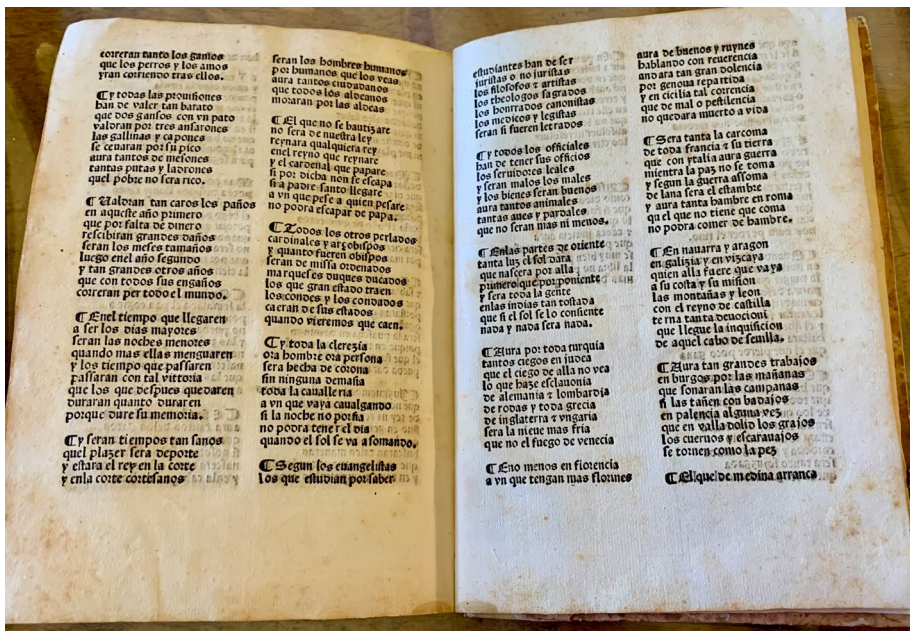 correran tanto los gamos
que los perros y los amos
yran corriendo tras ellos.
¶ Y todas las prouisiones
han de valer tan barato
que dos gansos con vn pato
valdran por tres ansarones
las gallinas y capones
se cenaran por su pico
aura tantos de mesones
tantas putas y ladrones
quel pobre no sera rico.
¶ Ualdran tan caros los paños
en aqueste año primero
que por falta de dinero
rescibiran grandes daños
seran los meses tamaños
luego enel año segundo
y tan grandes otros años
que con todos sus engaños
correran per todo el mundo.
¶ Enel tiempo que llegaren
a ser los dias mayores
seran las noches menores
quando mas ellas menguaren
y los tiempo que passaren
passaran con tal vittoria
que los que despues quedaren
duraran quanto duraren
porque dure su memoria.
¶ Y seran tiempos tan sanos
quel plazer sera deporte
y estara el rey en la corte
y enla corte cortesanos
seran los hombres humanos
por humanos que los veas
aura tantos ciudadanos
que todos los aldeanos
moraran por las aldeas
¶ El que no se bautizare
no sera de nuestra ley
reynara qualquiera rey
enel reyno que reynare
y el cardenal que papare
si por dicha non se escapa
si a padre santo llegare
a vn que pese a quien pesare
no podra escapar de papa.
¶ Todos los otros perlados
cardinales y arçobispos
y quanto fueren obispos
seran de missa ordenados
marqueses duques ducados
los que gran estado traen
los condes y los condados
caeran de sus estados
quando vieremos que caen.
¶ Y toda la clerezia
ora hombre ora persona
sera hecha de corona
sin ninguna demasia
toda la caualleria
a vn que vaya caualgando
si la noche no porfia
no podra tener el dia
quando el sol se va asomando.
¶ Segun los euangelistas
los que estudian por saber
estudiantes han de ser
juristas o no juristas
los filosofos z artistas
los theologos sagrados
los honrrados canonistas
los medicos y legistas
seran si fueren letrados
¶ Y todos los officiales
han de tener sus officios
los seruidores leales
y seran malos los males
y los bienes seran buenos
aura tantos animales
tantas aues y pardales
que no seran mas ni menos.
¶ Enlas partes de oriente
tanta luz el sol dara
que nascera por alla
primero que por poniente
y sera toda la gente
enlas indias tan tostada
que si el sol se lo consiente
nada y nada sera nada.
¶ Aura por toda turquia
tantos ciegos en judea
que el ciego de alla no vea
lo que haze esclauonia
de alemania z lombardia
de rodas y toda grecia
de inglaterra z vngaria
sera la nieue mas fria
que no el fuego de venecia
¶ Eno menos en florencia
a vn que tengan mas florines
aura de buenos y ruynes
hablando con reuerencia
andara tan gran dolencia
por genoua repartida
y en cicilia tal correncia
que de mal o pestilencia
no quedara muerto a vida
¶ Sera tanta la carcoma
de toda francia z su tierra
que con ytalia aura guerra
mientra la paz no se toma
y segun la guerra assoma
de lana sera el estambre
y aura tanta hambre en roma
qu el que no tiene que coma
no podra comer de hambre.
¶ En nauarra y aragon
en galizia y en vizcaya
quien alla fuere que vaya
a su costa y su mision
las montañas y leon
con el reyno de castilla
terna tanta deuocioni
que llegue la inquisicion
de aquel cabo de seuilla.
¶ Aura tan grandes trabajos
en burgos por las mañanas
que sonaran las campanas
si las tañen con badajos
en palencia alguna vez
que en valladolio los grajos
los cueruos y escarauajos
se tornen como la pez
¶ El que de medina arranca